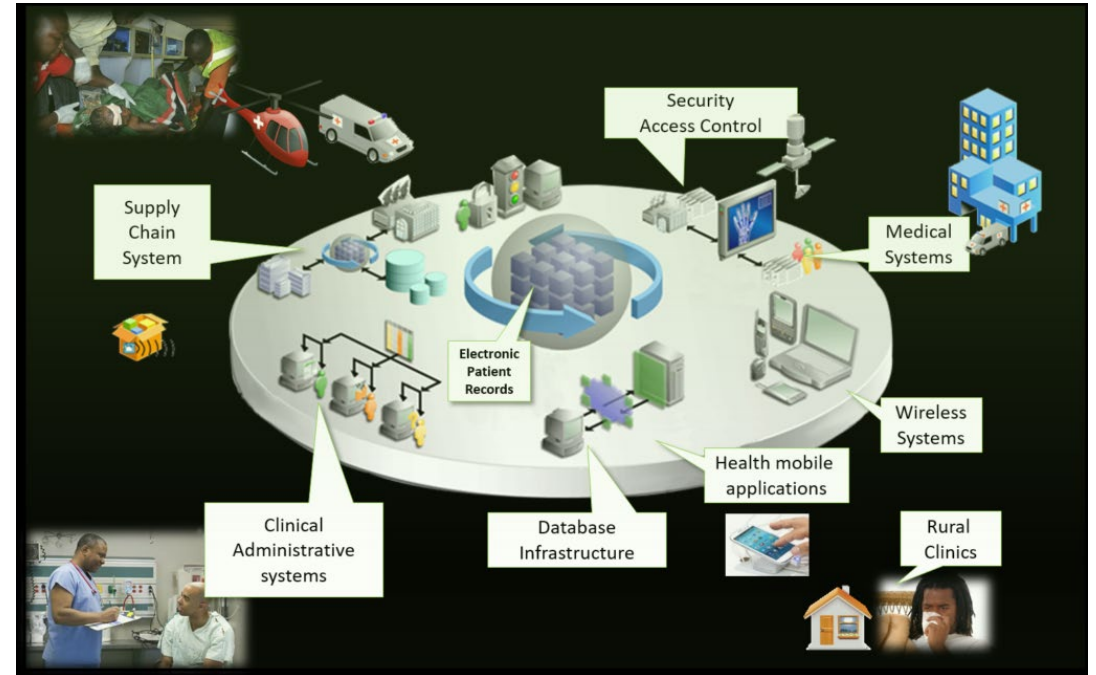 Security
Access Control
Supply
Chain
System
Medical
Systems
Electronic
Patient
Records
Wireless
Systems
Health mobile
applications
Clinical
Administrative
systems
Database
Infrastructure
Rural
Clinics